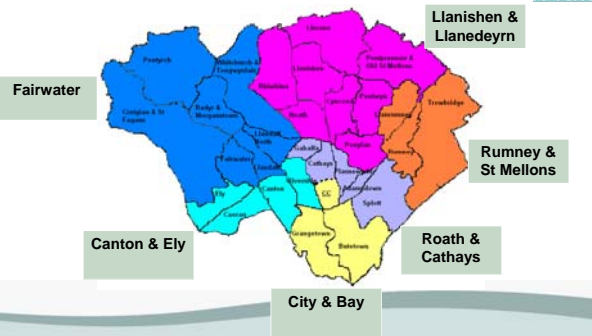 Llanishen &
Llanedeyrn
Fairwater
Rumney &
St Mellons
Canton & Ely
Roath &
Cathays
City & Bay
Pentyrch
Whitchurch &
Tongwynlais
Lisvane
Pontprennau &
Old St Mellons
Llanishen
Rhiwbina
Creigiau & St
Fagans
Radyr &
Morganstown
Heath
Cyncoed
Pentwyn
Llanrumney
Trowbridge
Llandaff
North
Gabalfa
Penylan
Rumney
Fairwater
Llandaff
Cathays
Plasnewydd
Ely
Canton
Riverside
CC
Adamsdown
Splott
Caerau
Grangetown
Butetown